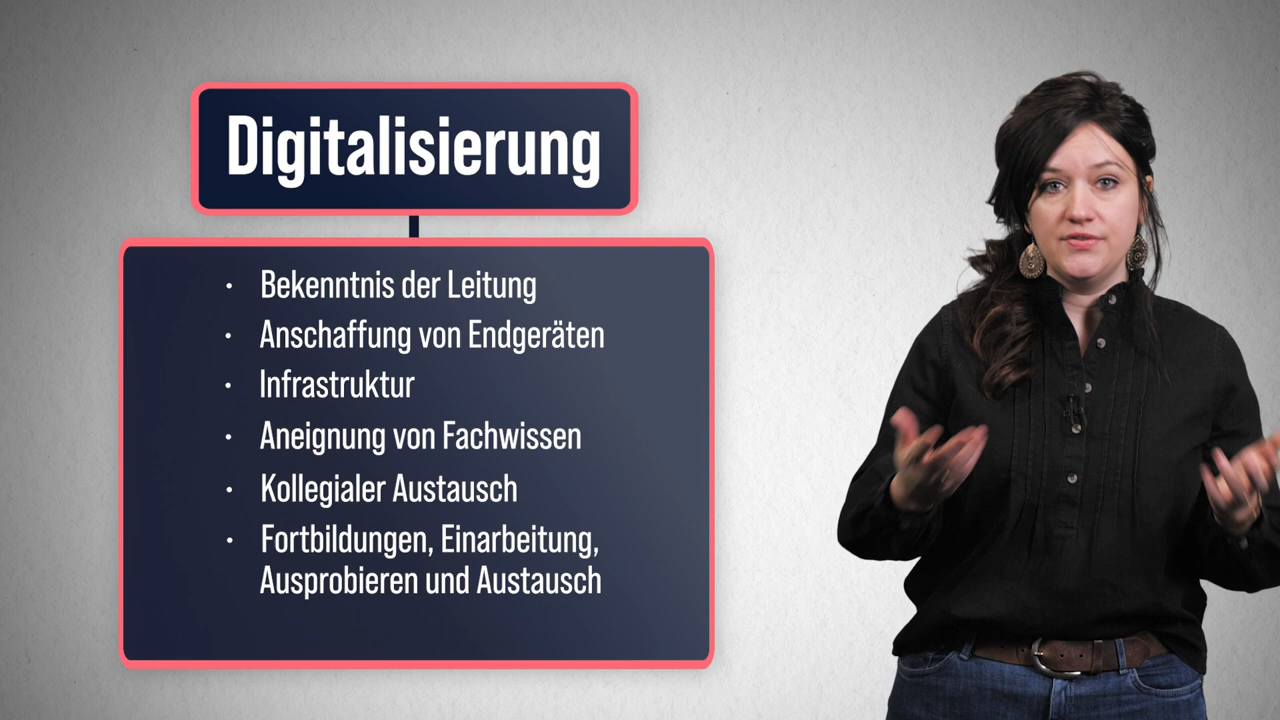 Digitalisierung
· Bekenntnis der Leitung
· Anschaffung von Endgeräten
· Infrastruktur
· Aneignung von Fachwissen
· Kollegialer Austausch
· Fortbildungen, Einarbeitung,
Ausprobieren und Austausch